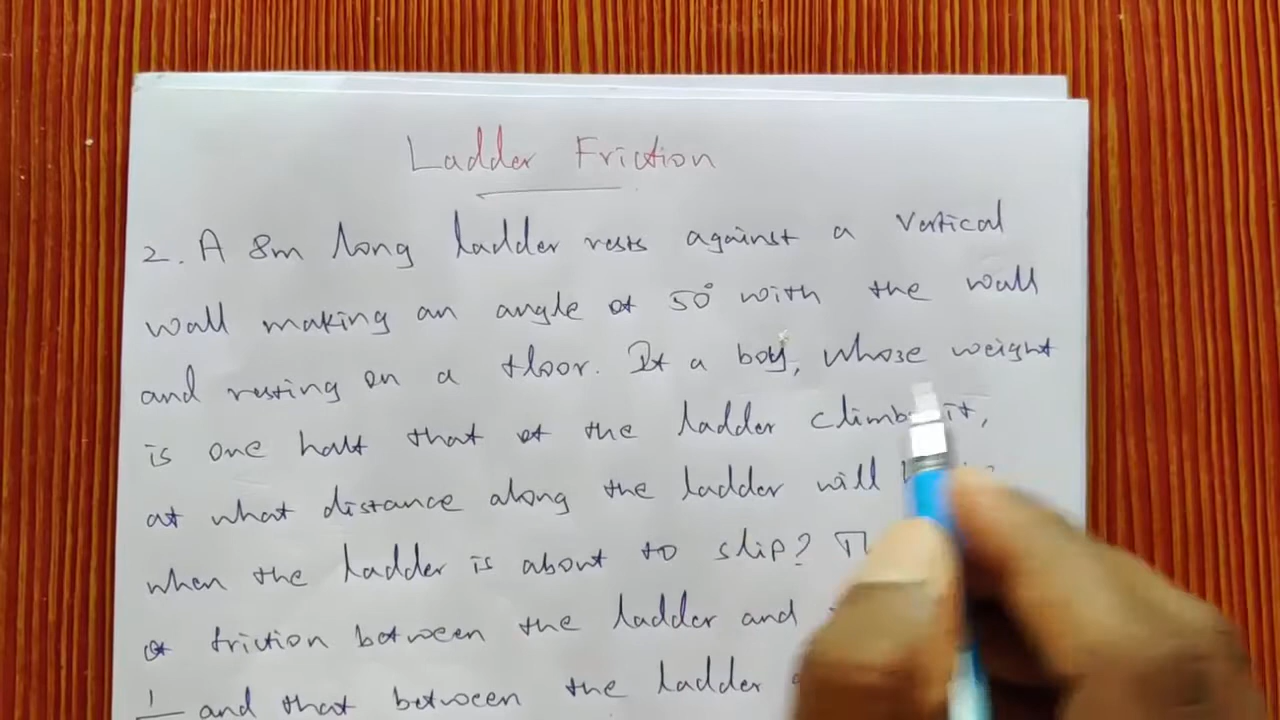 Ladder Friction
2. A 8m long ladder rests against a vertical
wall making an angle of 50° with the wall
and resting on a floor. If a boy, whose weight
is one half that of the ladder climbs it,
at what distance along the ladder will
when the ladder is about to slip?
of friction between the ladder and
1 and that between the ladder